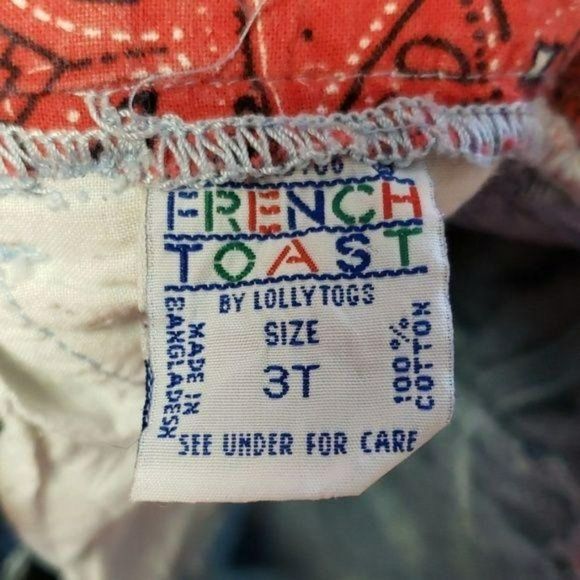 FRENCH
TOAST
BY LOLLYTOGS
SIZE
3T
MADE IN
BANGLADESH
100%
COTTON
SEE UNDER FOR CARE